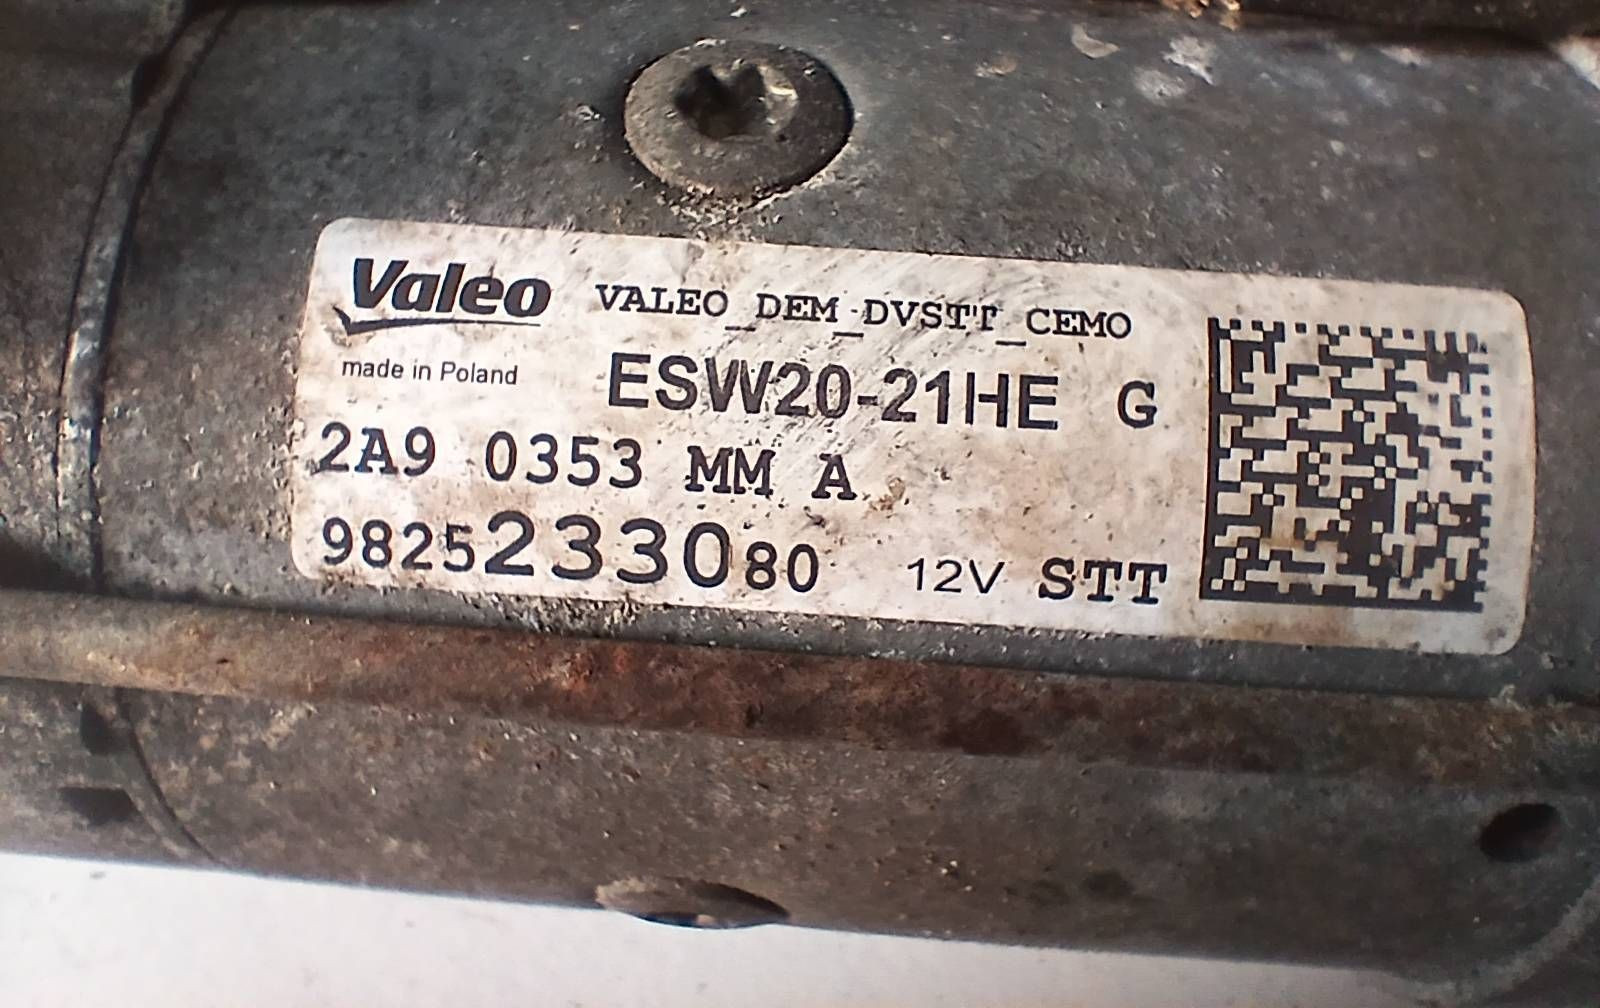 Valeo VALEO_DEM_DVSTT_CEMO
made in Poland ESW20-21HE G
2A9 0353 MM A
9825233080 12V STT